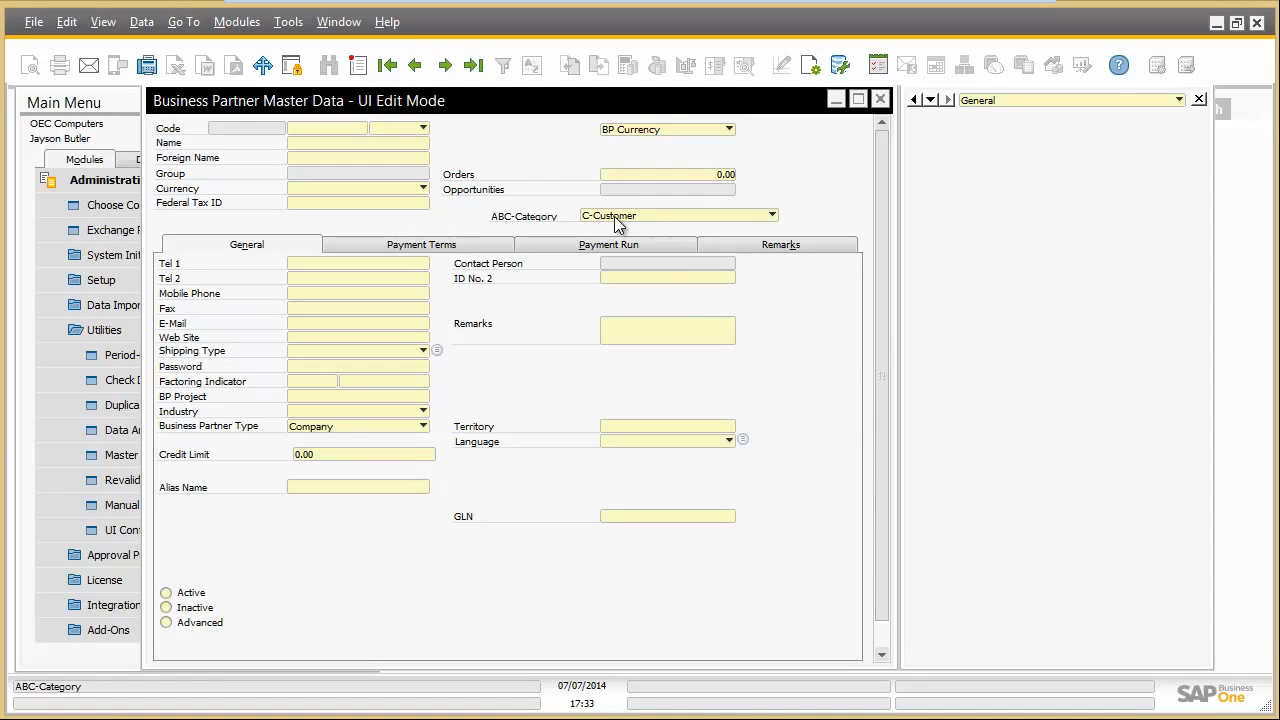 File Edit View Data Go To Modules Tools Window Help
Main Menu
OEC Computers
Jayson Butler
Modules
Administrati
Choose Co
Exchange F
System Init
Setup
Data Impor
Utilities
Period-
Check D
Duplica
Data Ar
Master
Revalid
Manual
UI Conf
Approval P
License
Integration
Add-Ons
Business Partner Master Data - UI Edit Mode
Code
Name
Foreign Name
Group
Currency
Federal Tax ID
BP Currency
Orders 0.00
Opportunities
ABC-Category C-Customer
General Payment Terms Payment Run Remarks
Tel 1
Tel 2
Mobile Phone
Fax
E-Mail
Web Site
Shipping Type
Password
Factoring Indicator
BP Project
Industry
Business Partner Type Company
Credit Limit 0.00
Alias Name
Contact Person
ID No. 2
Remarks
Territory
Language
GLN
Active
Inactive
Advanced
General
h
ABC-Category
07/07/2014
17:33
SAP Business One